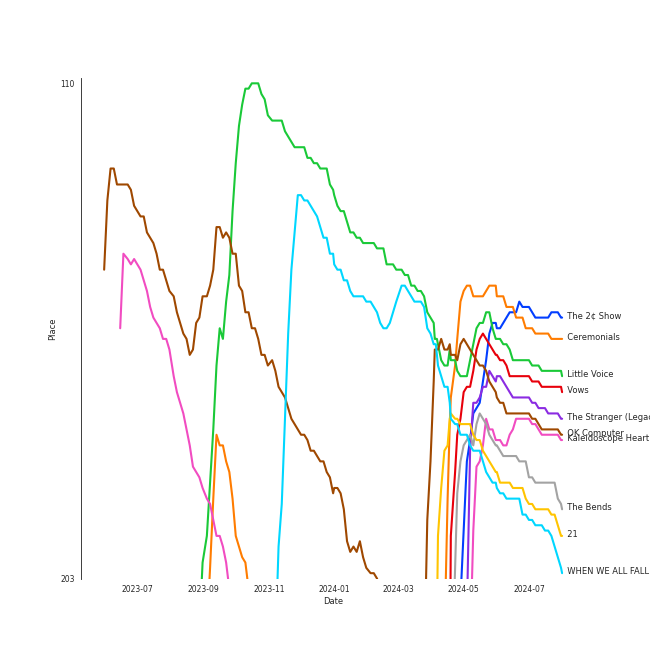 110
Place
203
The 2¢ Show
Ceremonials
Little Voice
Vows
The Stranger (Legac
OK Computer
Kaleidoscope Heart
The Bends
21
WHEN WE ALL FALL
2023-07
2023-09
2023-11
2024-01
2024-03
2024-05
2024-07
Date